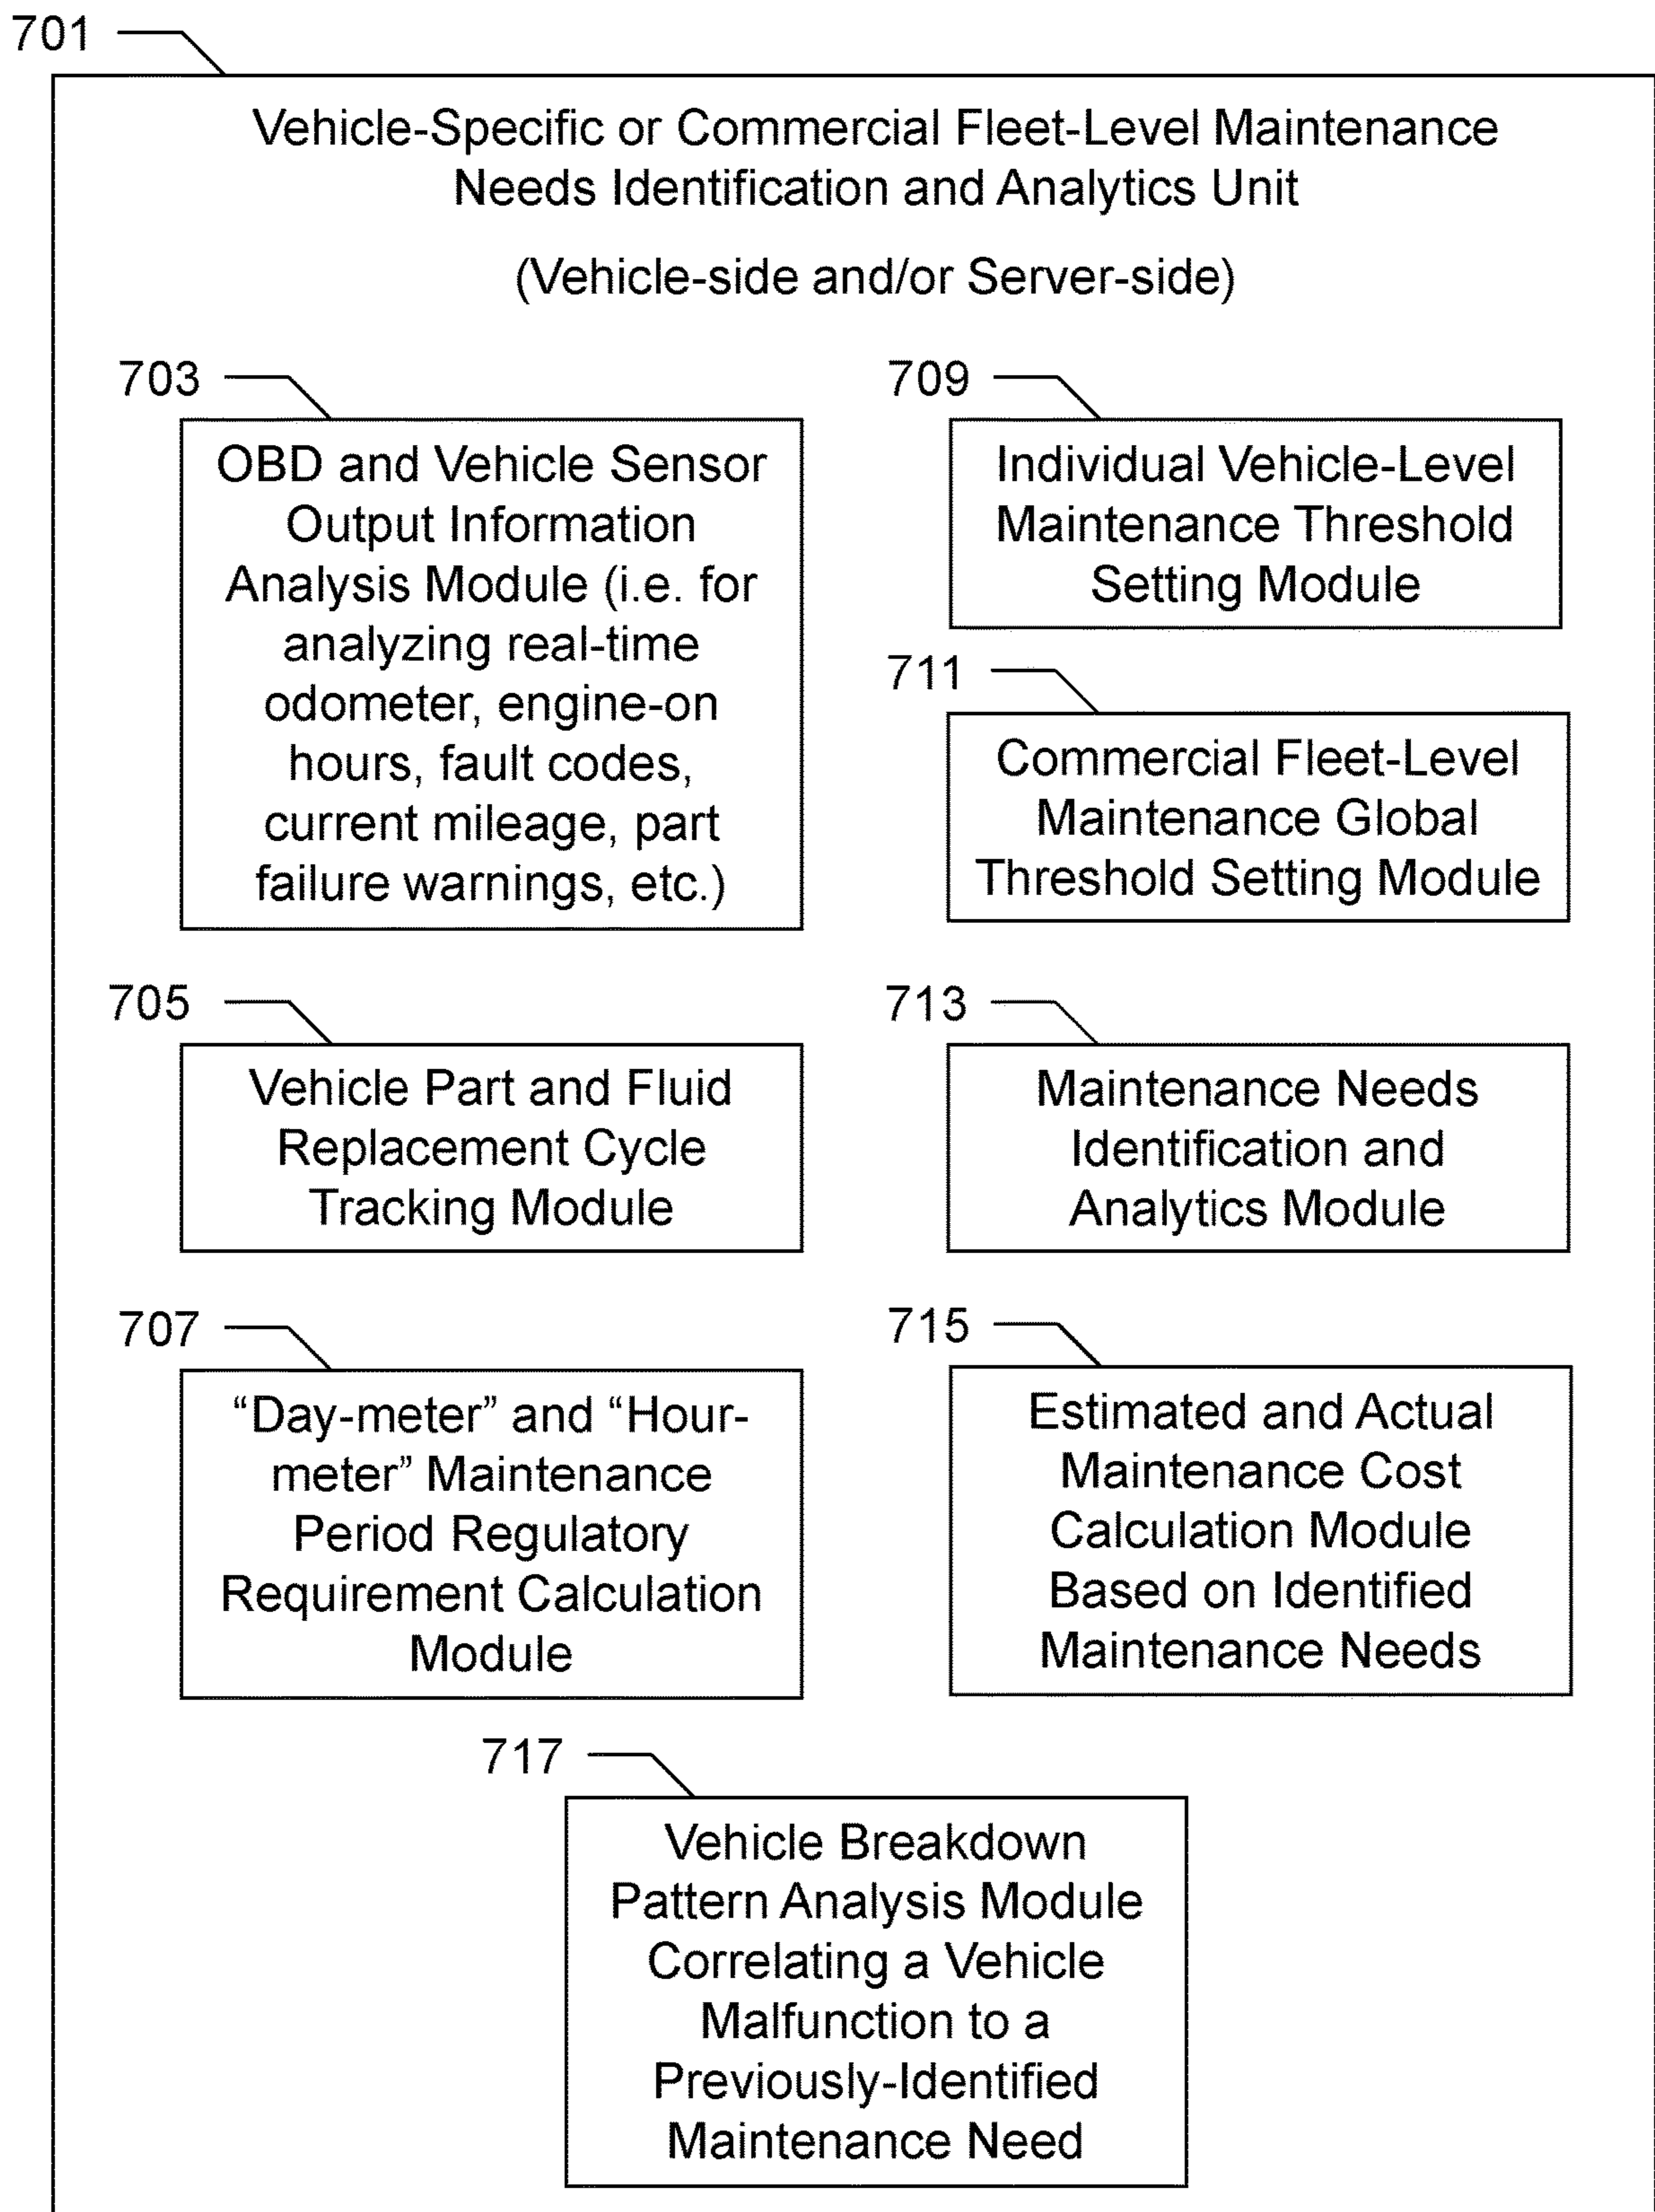 701
Vehicle-Specific or Commercial Fleet-Level Maintenance
Needs Identification and Analytics Unit
(Vehicle-side and/or Server-side)
703
OBD and Vehicle Sensor
Output Information
Analysis Module (i.e. for
analyzing real-time
odometer, engine-on
hours, fault codes,
current mileage, part
failure warnings, etc.)
709
Individual Vehicle-Level
Maintenance Threshold
Setting Module
711
Commercial Fleet-Level
Maintenance Global
Threshold Setting Module
705
Vehicle Part and Fluid
Replacement Cycle
Tracking Module
713
Maintenance Needs
Identification and
Analytics Module
707
“Day-meter” and “Hour-
meter” Maintenance
Period Regulatory
Requirement Calculation
Module
715
Estimated and Actual
Maintenance Cost
Calculation Module
Based on Identified
Maintenance Needs
717
Vehicle Breakdown
Pattern Analysis Module
Correlating a Vehicle
Malfunction to a
Previously-Identified
Maintenance Need